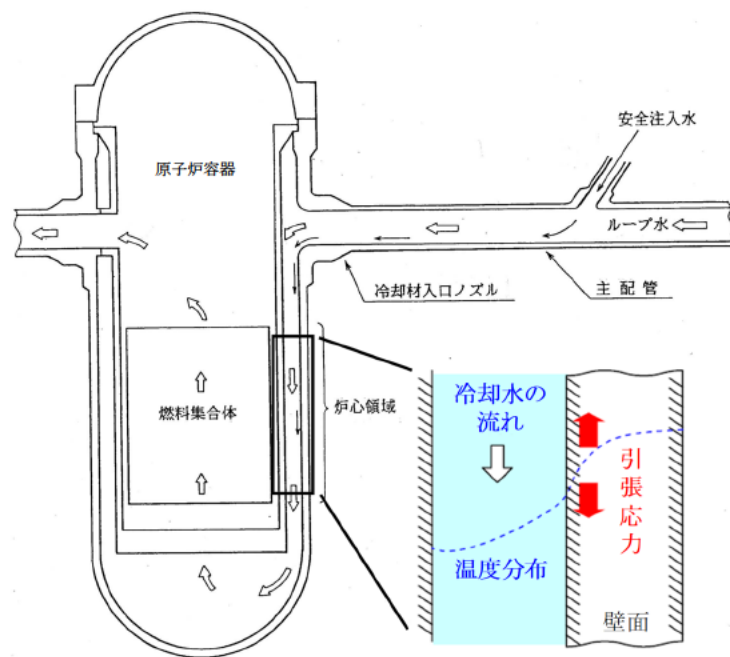 安全注入水
原子炉容器
ループ水
冷却材入口ノズル
主配管
燃料集合体
炉心領域
冷却水の
流れ
引張応力
温度分布
壁面